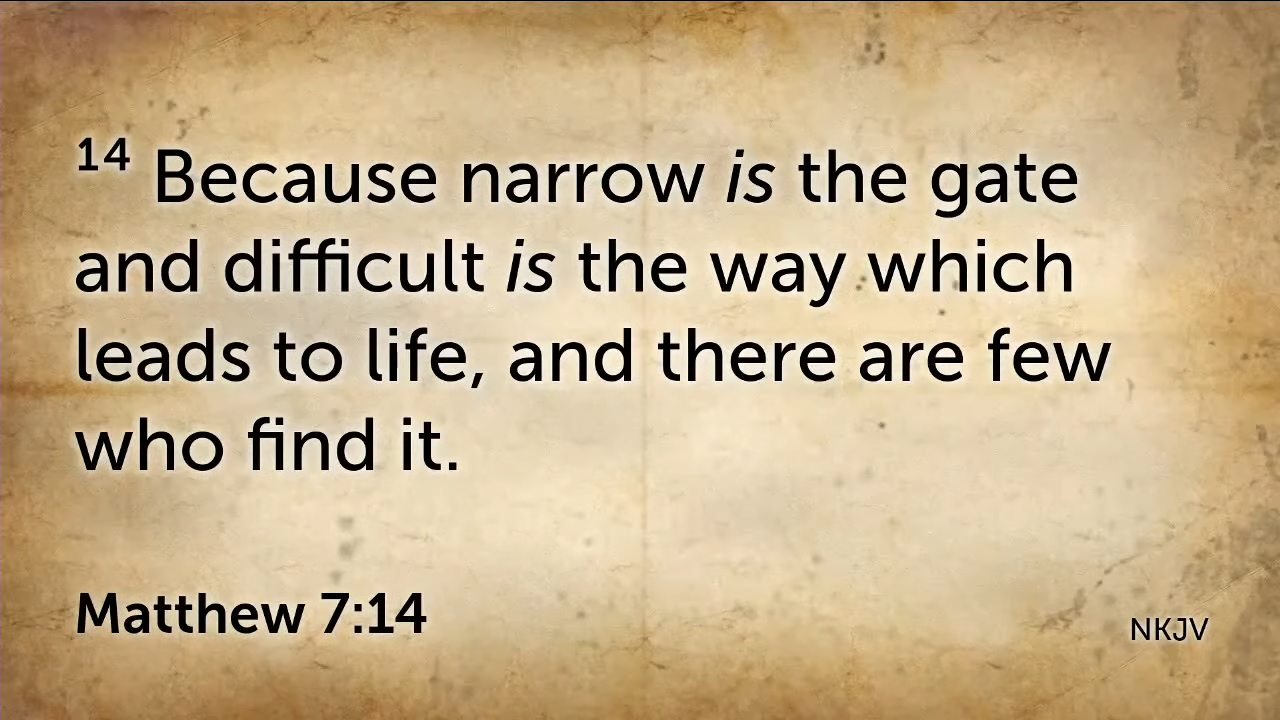 14 Because narrow is the gate
and difficult is the way which
leads to life, and there are few
who find it.
Matthew 7:14
NKJV